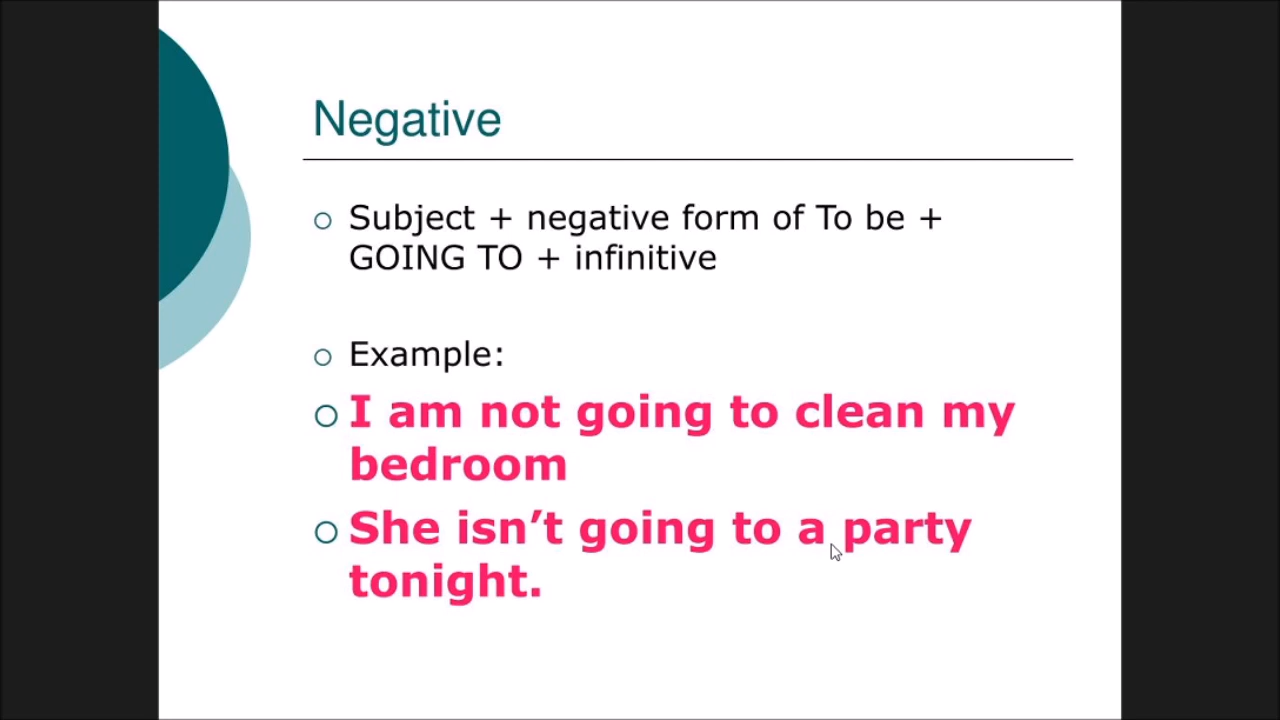 Negative
Subject + negative form of To be +
GOING TO + infinitive
Example:
I am not going to clean my
bedroom
She isn’t going to a party
tonight.